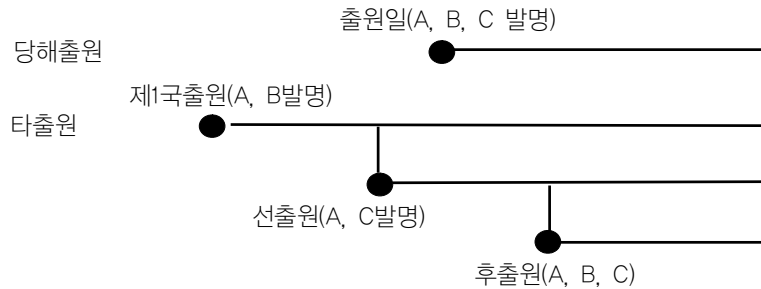 출원일(A, B, C 발명)
당해출원
제1국출원(A, B발명)
타출원
선출원(A, C발명)
후출원(A, B, C)